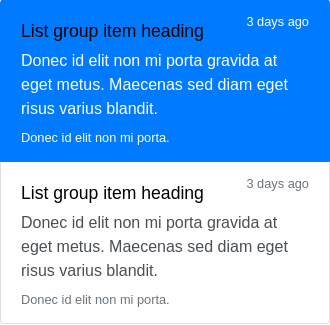 List group item heading
3 days ago
Donec id elit non mi porta gravida at
eget metus. Maecenas sed diam eget
risus varius blandit.
Donec id elit non mi porta.
List group item heading
3 days ago
Donec id elit non mi porta gravida at
eget metus. Maecenas sed diam eget
risus varius blandit.
Donec id elit non mi porta.